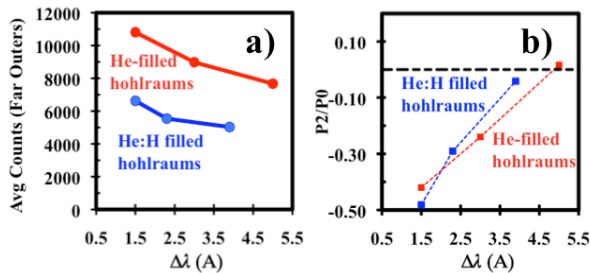 a)
Avg Counts (Far Outers)
12000
10000
8000
6000
4000
2000
0
He-filled
hohlraums
He:H filled
hohlraums
0.5 1.5 2.5 3.5 4.5 5.5
Δλ (A)
b)
P2/P0
0.10
-0.10
-0.30
-0.50
He:H filled
hohlraums
He-filled
hohlraums
0.5 1.5 2.5 3.5 4.5 5.5
Δλ (A)